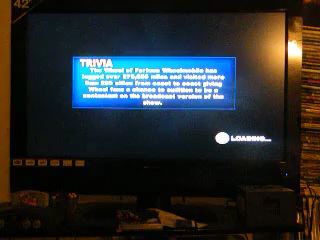 42"
TRIVIA
The Wheel of Fortune Wheelmobile has
logged over 270,000 miles and visited more
than 200 cities from coast to coast giving
Wheel fans a chance to audition to be a
contestant on the broadcast version of the
show.
LOADING...